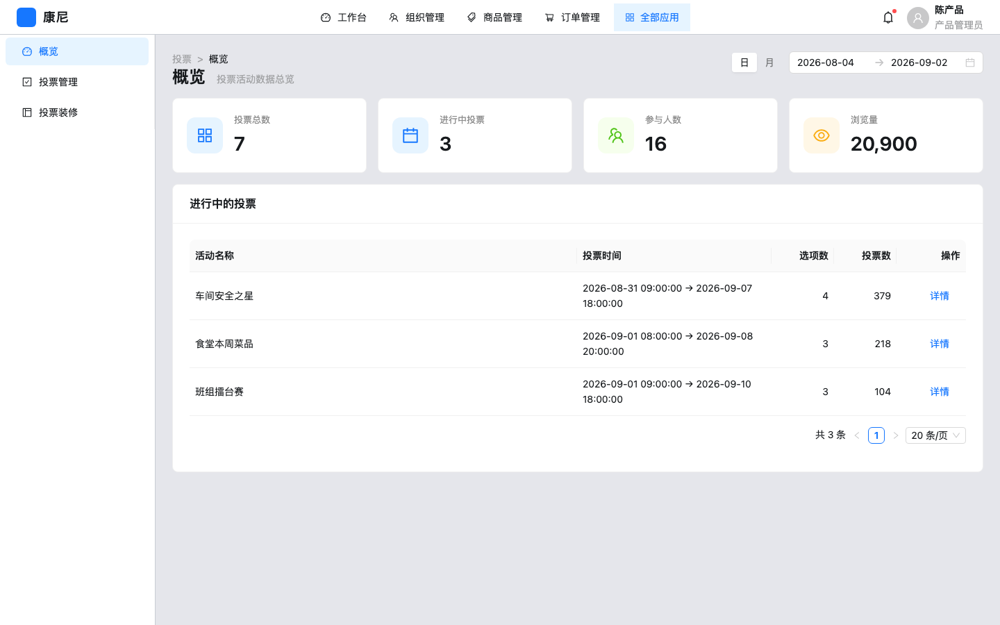 康尼
工作台
组织管理
商品管理
订单管理
全部应用
陈产品
产品管理员
概览
投票管理
投票装修
投票 > 概览
概览 投票活动数据总览
日 月
2026-08-04 → 2026-09-02
投票总数
7
进行中投票
3
参与人数
16
浏览量
20,900
进行中的投票
活动名称 投票时间 选项数 投票数 操作
车间安全之星 2026-08-31 09:00:00 → 2026-09-07 18:00:00 4 379 详情
食堂本周菜品 2026-09-01 08:00:00 → 2026-09-08 20:00:00 3 218 详情
班组擂台赛 2026-09-01 09:00:00 → 2026-09-10 18:00:00 3 104 详情
共 3 条 < 1 > 20 条/页